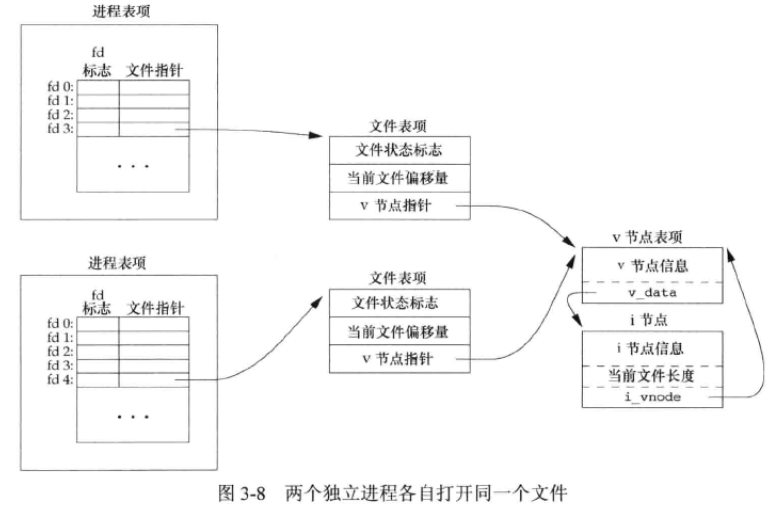 进程表项
fd
标志 文件指针
fd 0:
fd 1:
fd 2:
fd 3:
...
文件表项
文件状态标志
当前文件偏移量
v 节点指针
进程表项
fd
标志 文件指针
fd 0:
fd 1:
fd 2:
fd 3:
fd 4:
...
文件表项
文件状态标志
当前文件偏移量
v 节点指针
v 节点表项
v 节点信息
v_data
i 节点
i 节点信息
当前文件长度
i_vnode
图 3-8 两个独立进程各自打开同一个文件